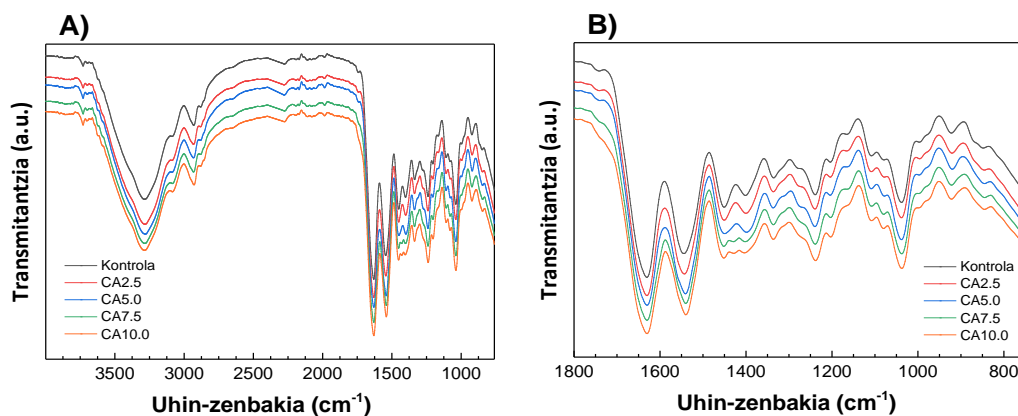 A)
Transmitantzia (a.u.)
Kontrola
CA2.5
CA5.0
CA7.5
CA10.0
3500 3000 2500 2000 1500 1000
Uhin-zenbakia (cm⁻¹)
B)
Transmitantzia (a.u.)
Kontrola
CA2.5
CA5.0
CA7.5
CA10.0
1800 1600 1400 1200 1000 800
Uhin-zenbakia (cm⁻¹)